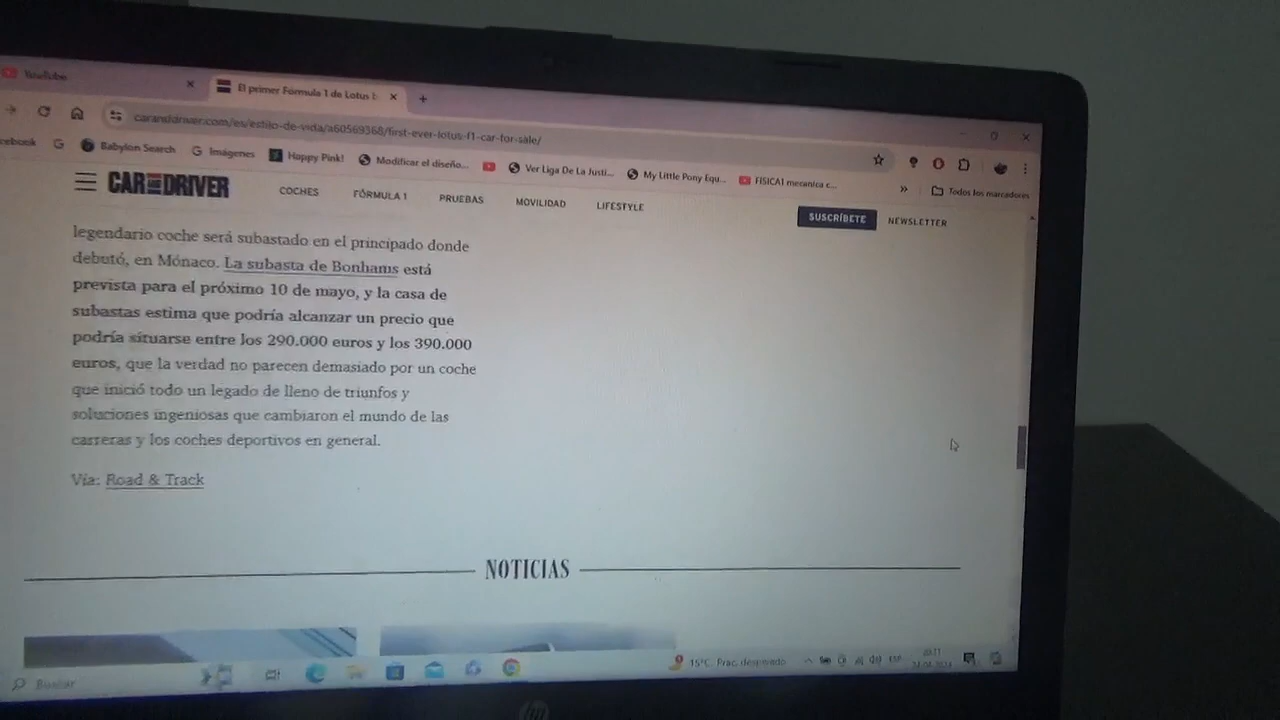 YouTube
El primer Fórmula 1 de Lotus b
carandriver.com/es/estilo-de-vida/a60569368/first-ever-lotus-f1-car-for-sale/
cebook
Babylon Search
Imágenes
Happy Pink!
Modificar el diseño...
Ver Liga De La Justi...
My Little Pony Equ...
FISICA1 mecanica c...
»
Todos los marcadores
CAR AND DRIVER
COCHES
FÓRMULA 1
PRUEBAS
MOVILIDAD
LIFESTYLE
SUSCRÍBETE
NEWSLETTER
legendario coche será subastado en el principado donde
debutó, en Mónaco. La subasta de Bonhams está
prevista para el próximo 10 de mayo, y la casa de
subastas estima que podría alcanzar un precio que
podría situarse entre los 290.000 euros y los 390.000
euros, que la verdad no parecen demasiado por un coche
que inició todo un legado de lleno de triunfos y
soluciones ingeniosas que cambiaron el mundo de las
carreras y los coches deportivos en general.
Vía: Road & Track
NOTICIAS
Buscar
15°C Prac. despejado
ESP
hp